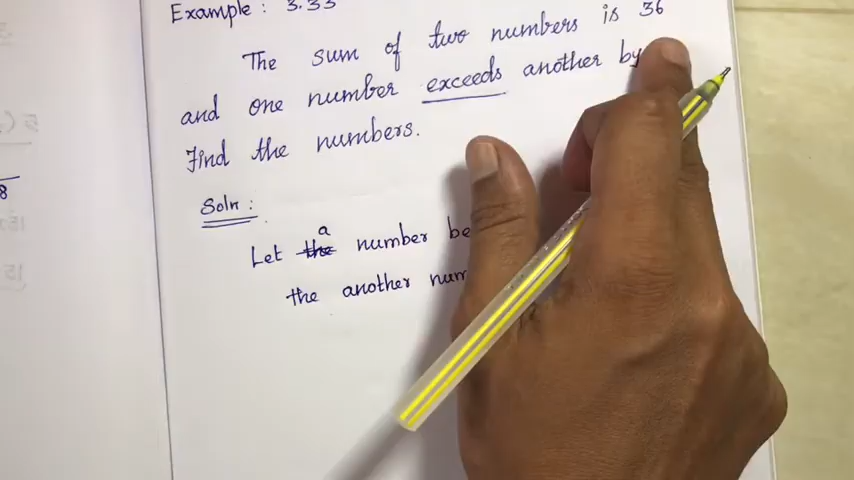 Example : 3.33
The sum of two numbers is 36
and one number exceeds another by
Find the numbers.
Soln :
Let the a number be
the another num
8